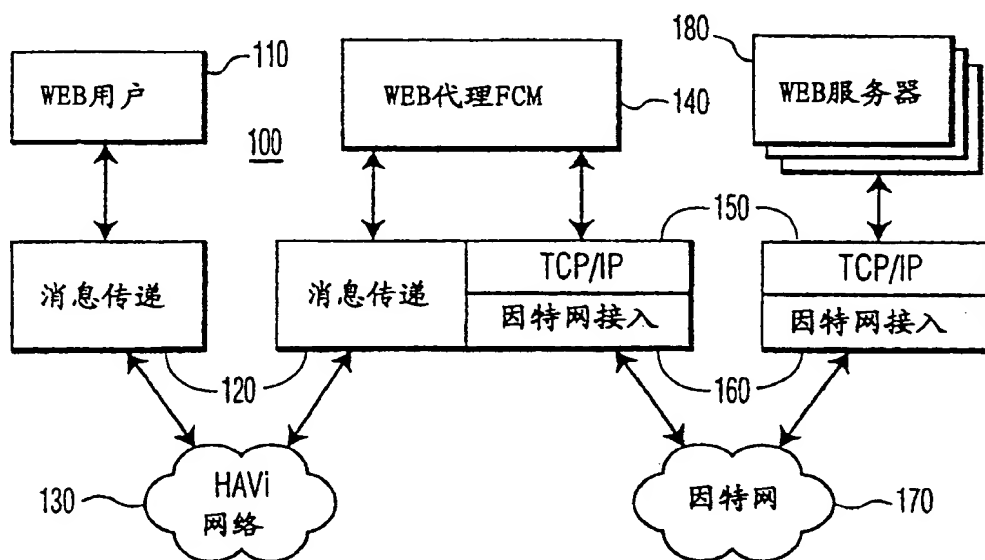 110
WEB用户
100
WEB代理FCM
140
180
WEB服务器
消息传递
消息传递
TCP/IP
因特网接入
150
TCP/IP
因特网接入
120
160
130
HAVi
网络
因特网
170